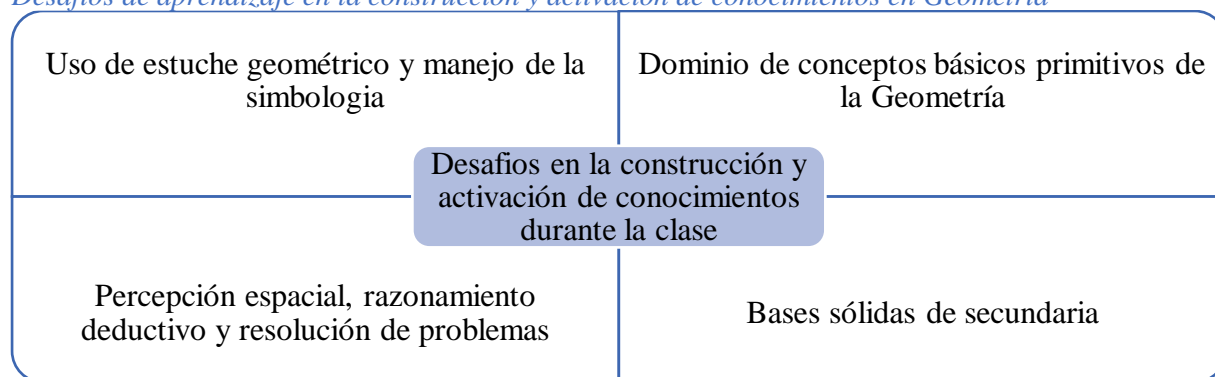 Desafíos de aprendizaje en la construcción y activación de conocimientos en Geometría
Uso de estuche geométrico y manejo de la
simbologia
Dominio de conceptos básicos primitivos de
la Geometría
Desafios en la construcción y
activación de conocimientos
durante la clase
Percepción espacial, razonamiento
deductivo y resolución de problemas
Bases sólidas de secundaria